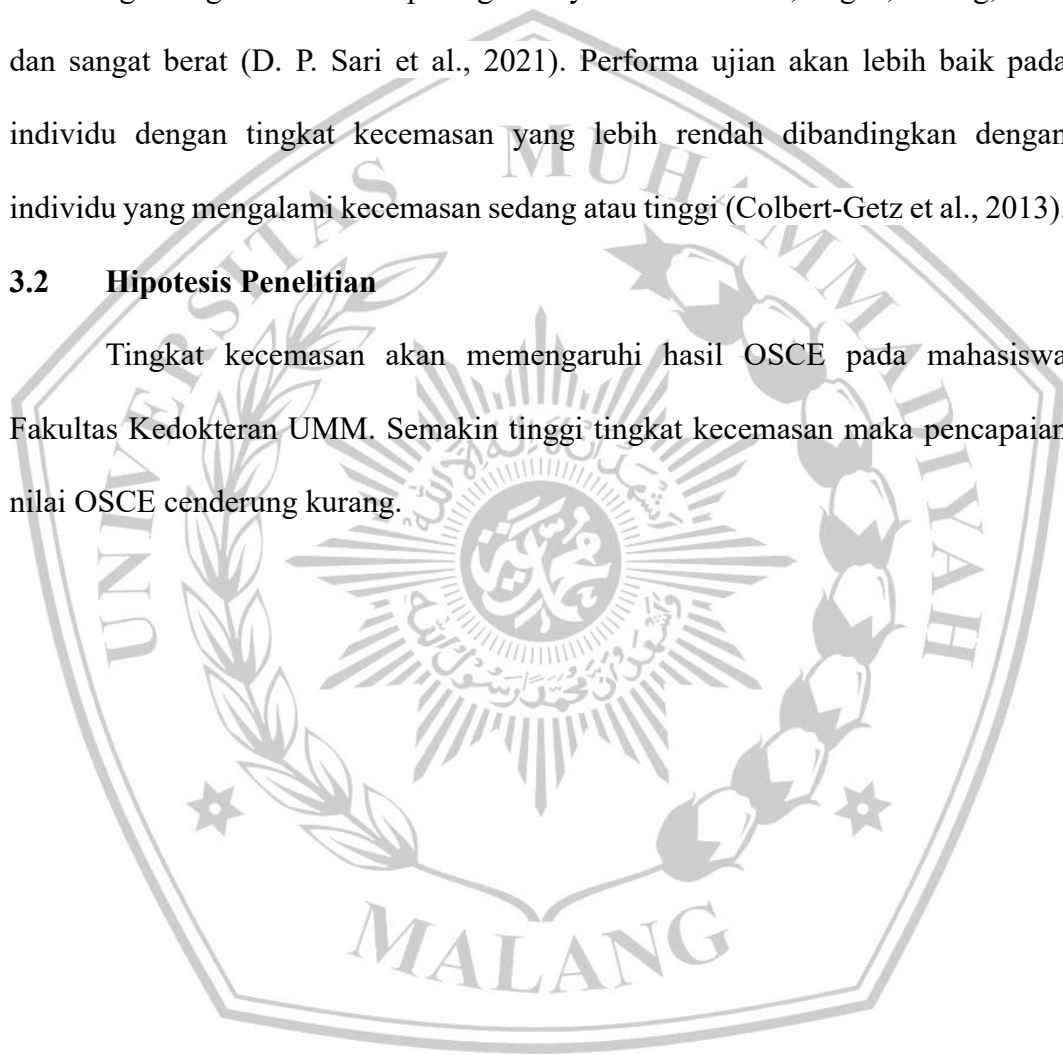 dan sangat berat (D. P. Sari et al., 2021). Performa ujian akan lebih baik pada
individu dengan tingkat kecemasan yang lebih rendah dibandingkan dengan
individu yang mengalami kecemasan sedang atau tinggi (Colbert-Getz et al., 2013).
3.2 Hipotesis Penelitian
Tingkat kecemasan akan memengaruhi hasil OSCE pada mahasiswa
Fakultas Kedokteran UMM. Semakin tinggi tingkat kecemasan maka pencapaian
nilai OSCE cenderung kurang.
UNIVERSITAS MUHAMMADIYAH
MALANG